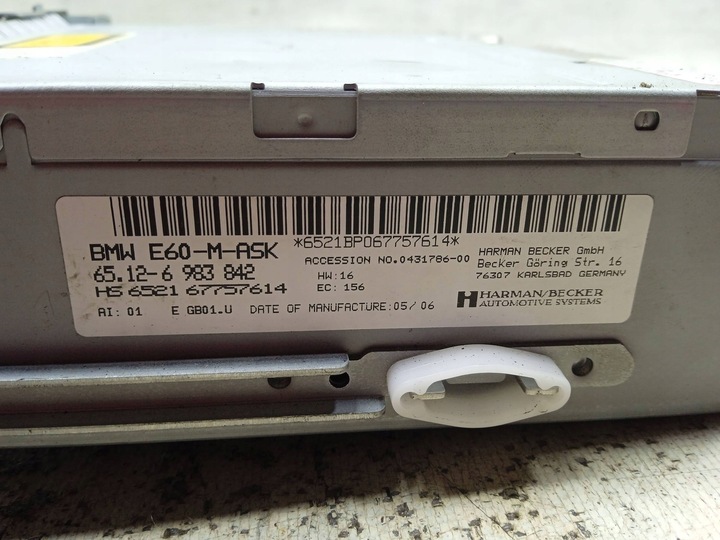 *6521BP067757614*
BMW E60-M-ASK
65.12-6 983 842
HS 6521 67757614
AI: 01 E GB01.U DATE OF MANUFACTURE:05/06
ACCESSION NO.0431706-00
HW:16
EC: 156
HARMAN BECKER GmbH
Becker Göring Str. 16
76307 KARLSBAD GERMANY
HARMAN/BECKER
AUTOMOTIVE SYSTEMS